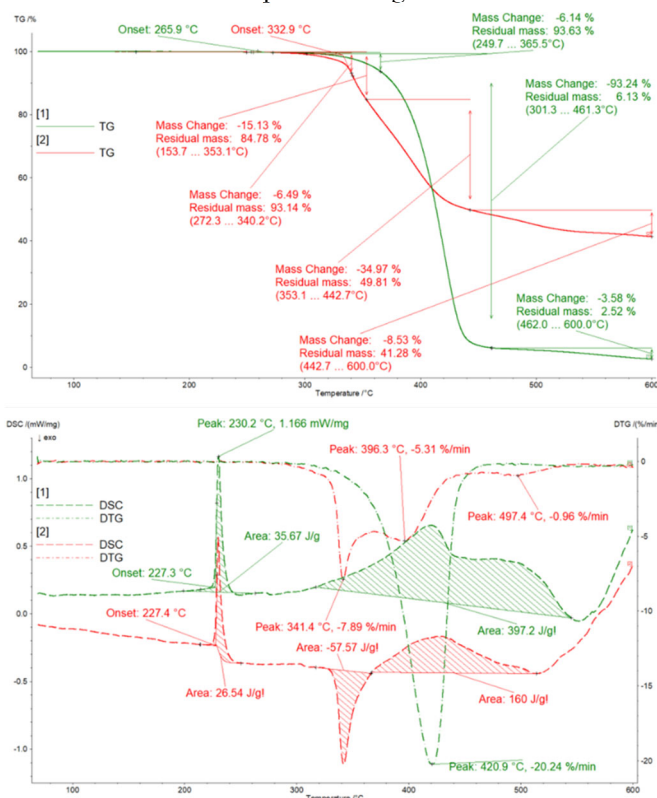 TG /%
Onset: 265.9 °C
Onset: 332.9 °C
Mass Change: -6.14 %
Residual mass: 93.63 %
(249.7 ... 365.5°C)
100
80
60
40
20
0
[1]
TG
[2]
TG
Mass Change: -93.24 %
Residual mass: 6.13 %
(301.3 ... 461.3°C)
Mass Change: -15.13 %
Residual mass: 84.78 %
(153.7 ... 353.1°C)
Mass Change: -6.49 %
Residual mass: 93.14 %
(272.3 ... 340.2°C)
Mass Change: -34.97 %
Residual mass: 49.81 %
(353.1 ... 442.7°C)
Mass Change: -3.58 %
Residual mass: 2.52 %
(462.0 ... 600.0°C)
Mass Change: -8.53 %
Residual mass: 41.28 %
(442.7 ... 600.0°C)
100 200 300 400 500 600
Temperature /°C
DSC /(mW/mg)
↓ exo
Peak: 230.2 °C, 1.166 mW/mg
DTG /(%/min)
Peak: 396.3 °C, -5.31 %/min
1.0
0.5
0.0
-0.5
-1.0
0
-5
-10
-15
-20
[1]
DSC
DTG
[2]
DSC
DTG
Peak: 497.4 °C, -0.96 %/min
Area: 35.67 J/g
Onset: 227.3 °C
Onset: 227.4 °C
Peak: 341.4 °C, -7.89 %/min
Area: 397.2 J/g
Area: -57.57 J/g
Area: 26.54 J/g
Area: 160 J/g
Peak: 420.9 °C, -20.24 %/min
100 200 300 400 500 600
Temperature /°C